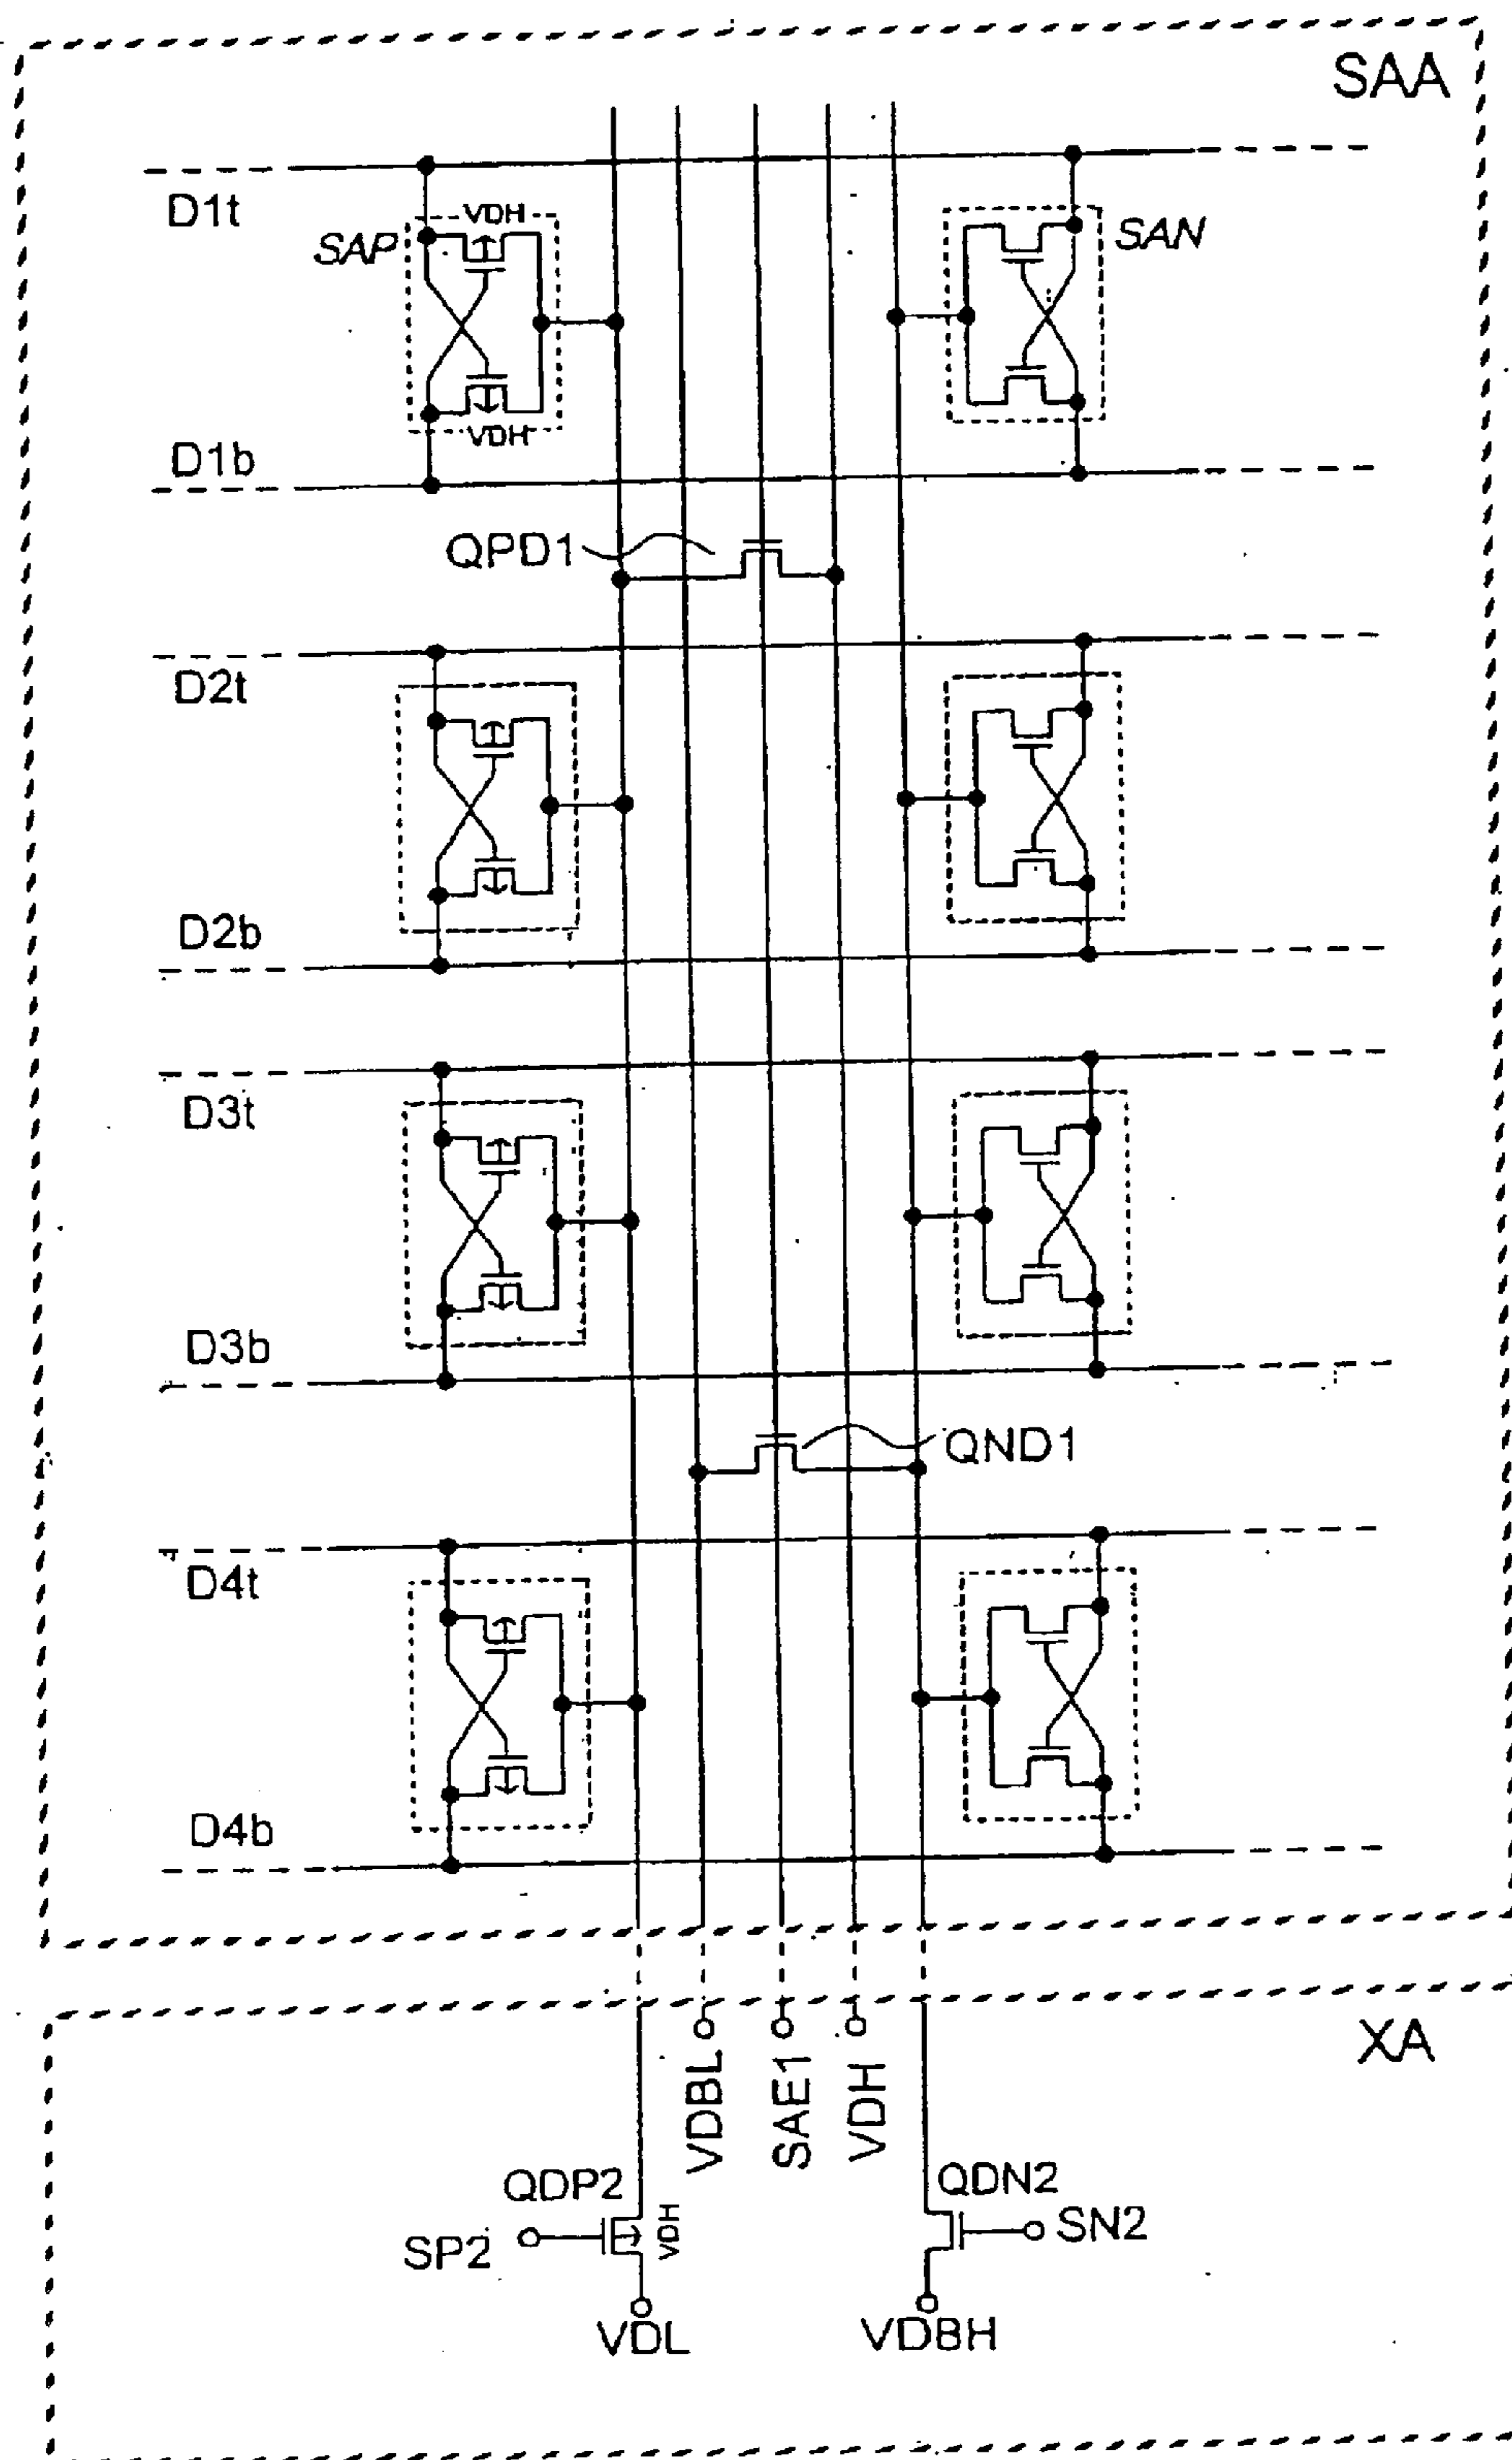 SAA
D1t
VDH
SAP
SAN
VDH
D1b
QPD1
D2t
D2b
D3t
D3b
QND1
D4t
D4b
XA
VDBL
SAE1
VDH
QDP2
QDN2
VDH
SP2
SN2
VDL
VDBH